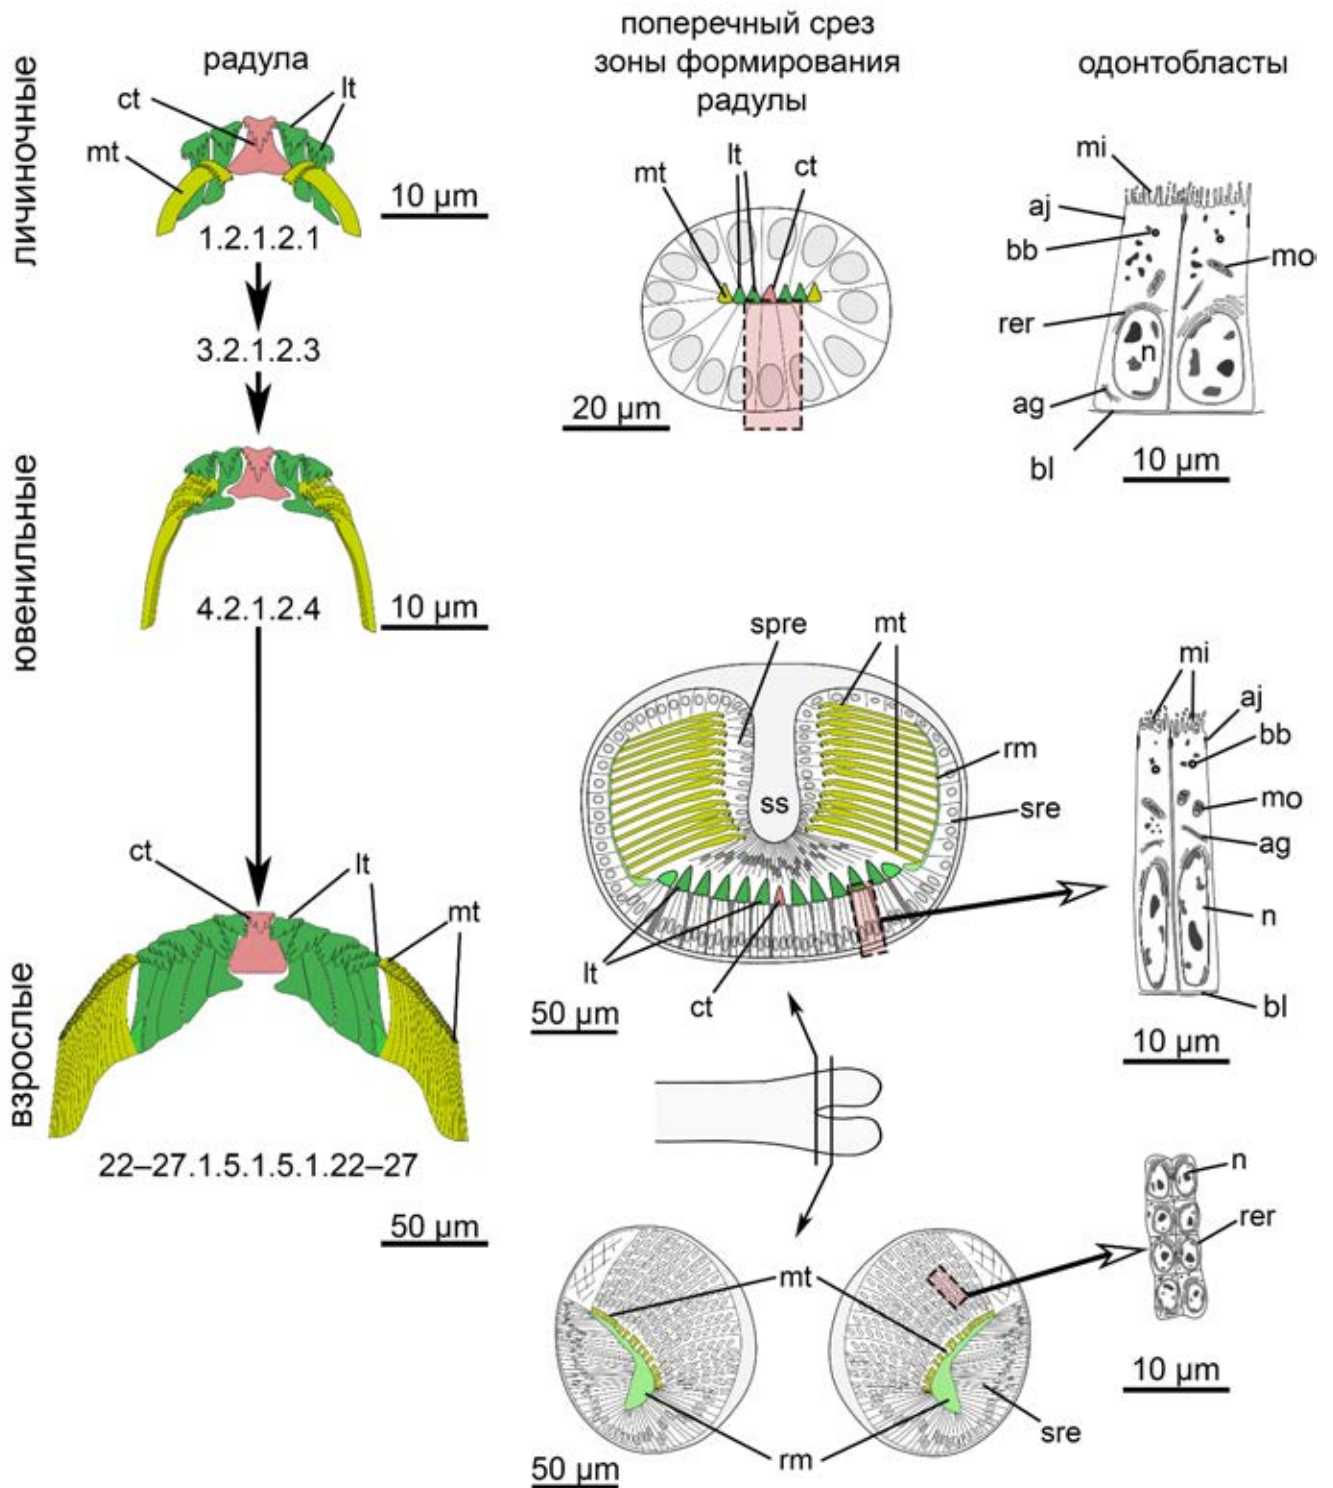 поперечный срез
зоны формирования
радулы
радула
одонтобласты
личиночные
ct
lt
mt
10 µm
1.2.1.2.1
3.2.1.2.3
mt
lt
ct
20 µm
mi
aj
bb
mo
rer
n
ag
bl
10 µm
ювенильные
4.2.1.2.4
10 µm
взрослые
ct
lt
mt
22–27.1.5.1.5.1.22–27
50 µm
spre
mt
rm
ss
sre
lt
ct
50 µm
mi
aj
bb
mo
ag
n
bl
10 µm
mt
rm
sre
50 µm
n
rer
10 µm